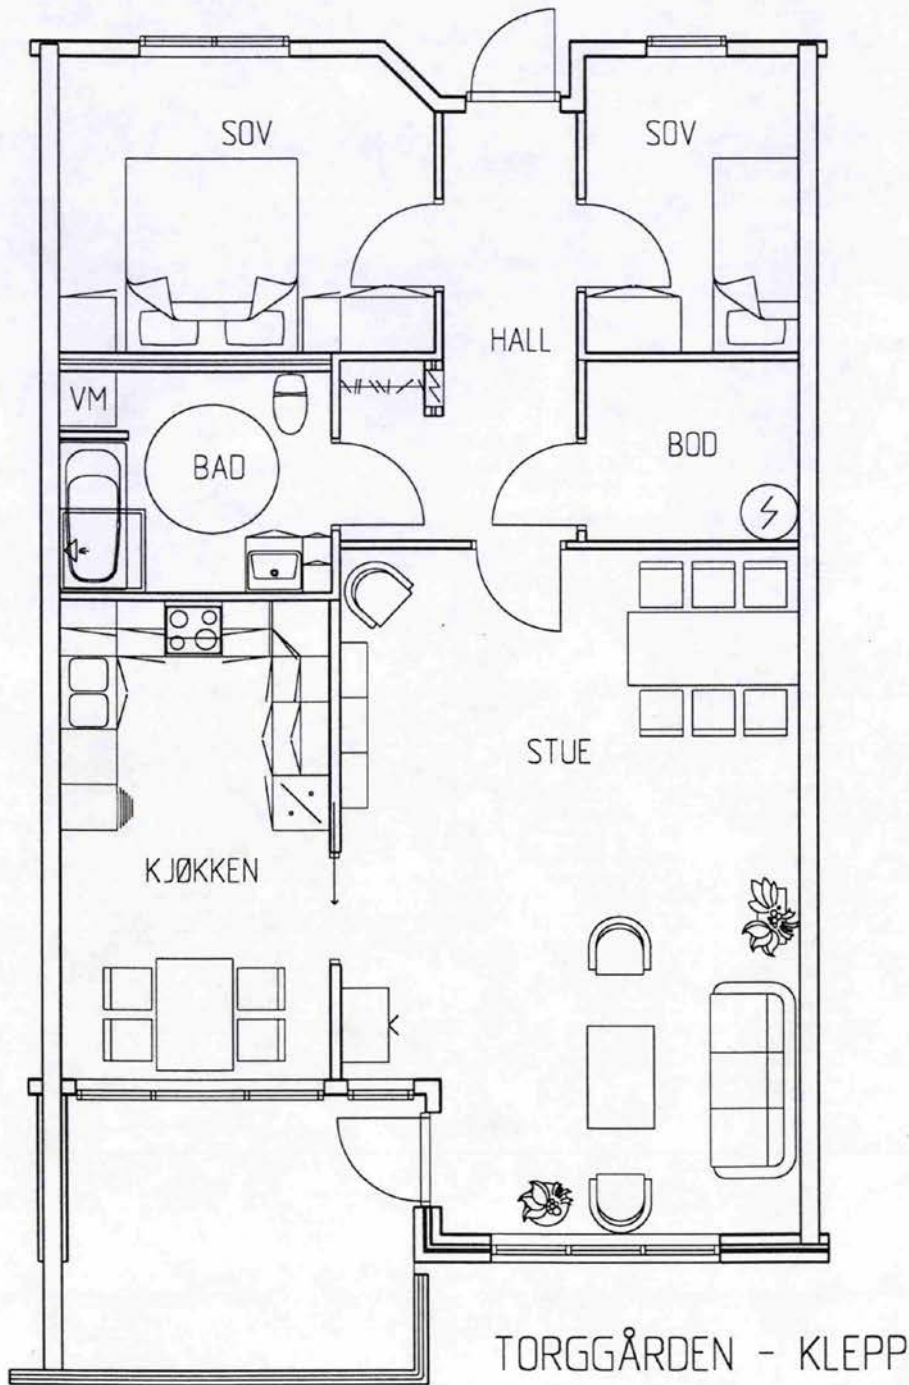 SOV
SOV
HALL
VM
BAD
BOD
STUE
KJØKKEN
TORGGÅRDEN - KLEPP